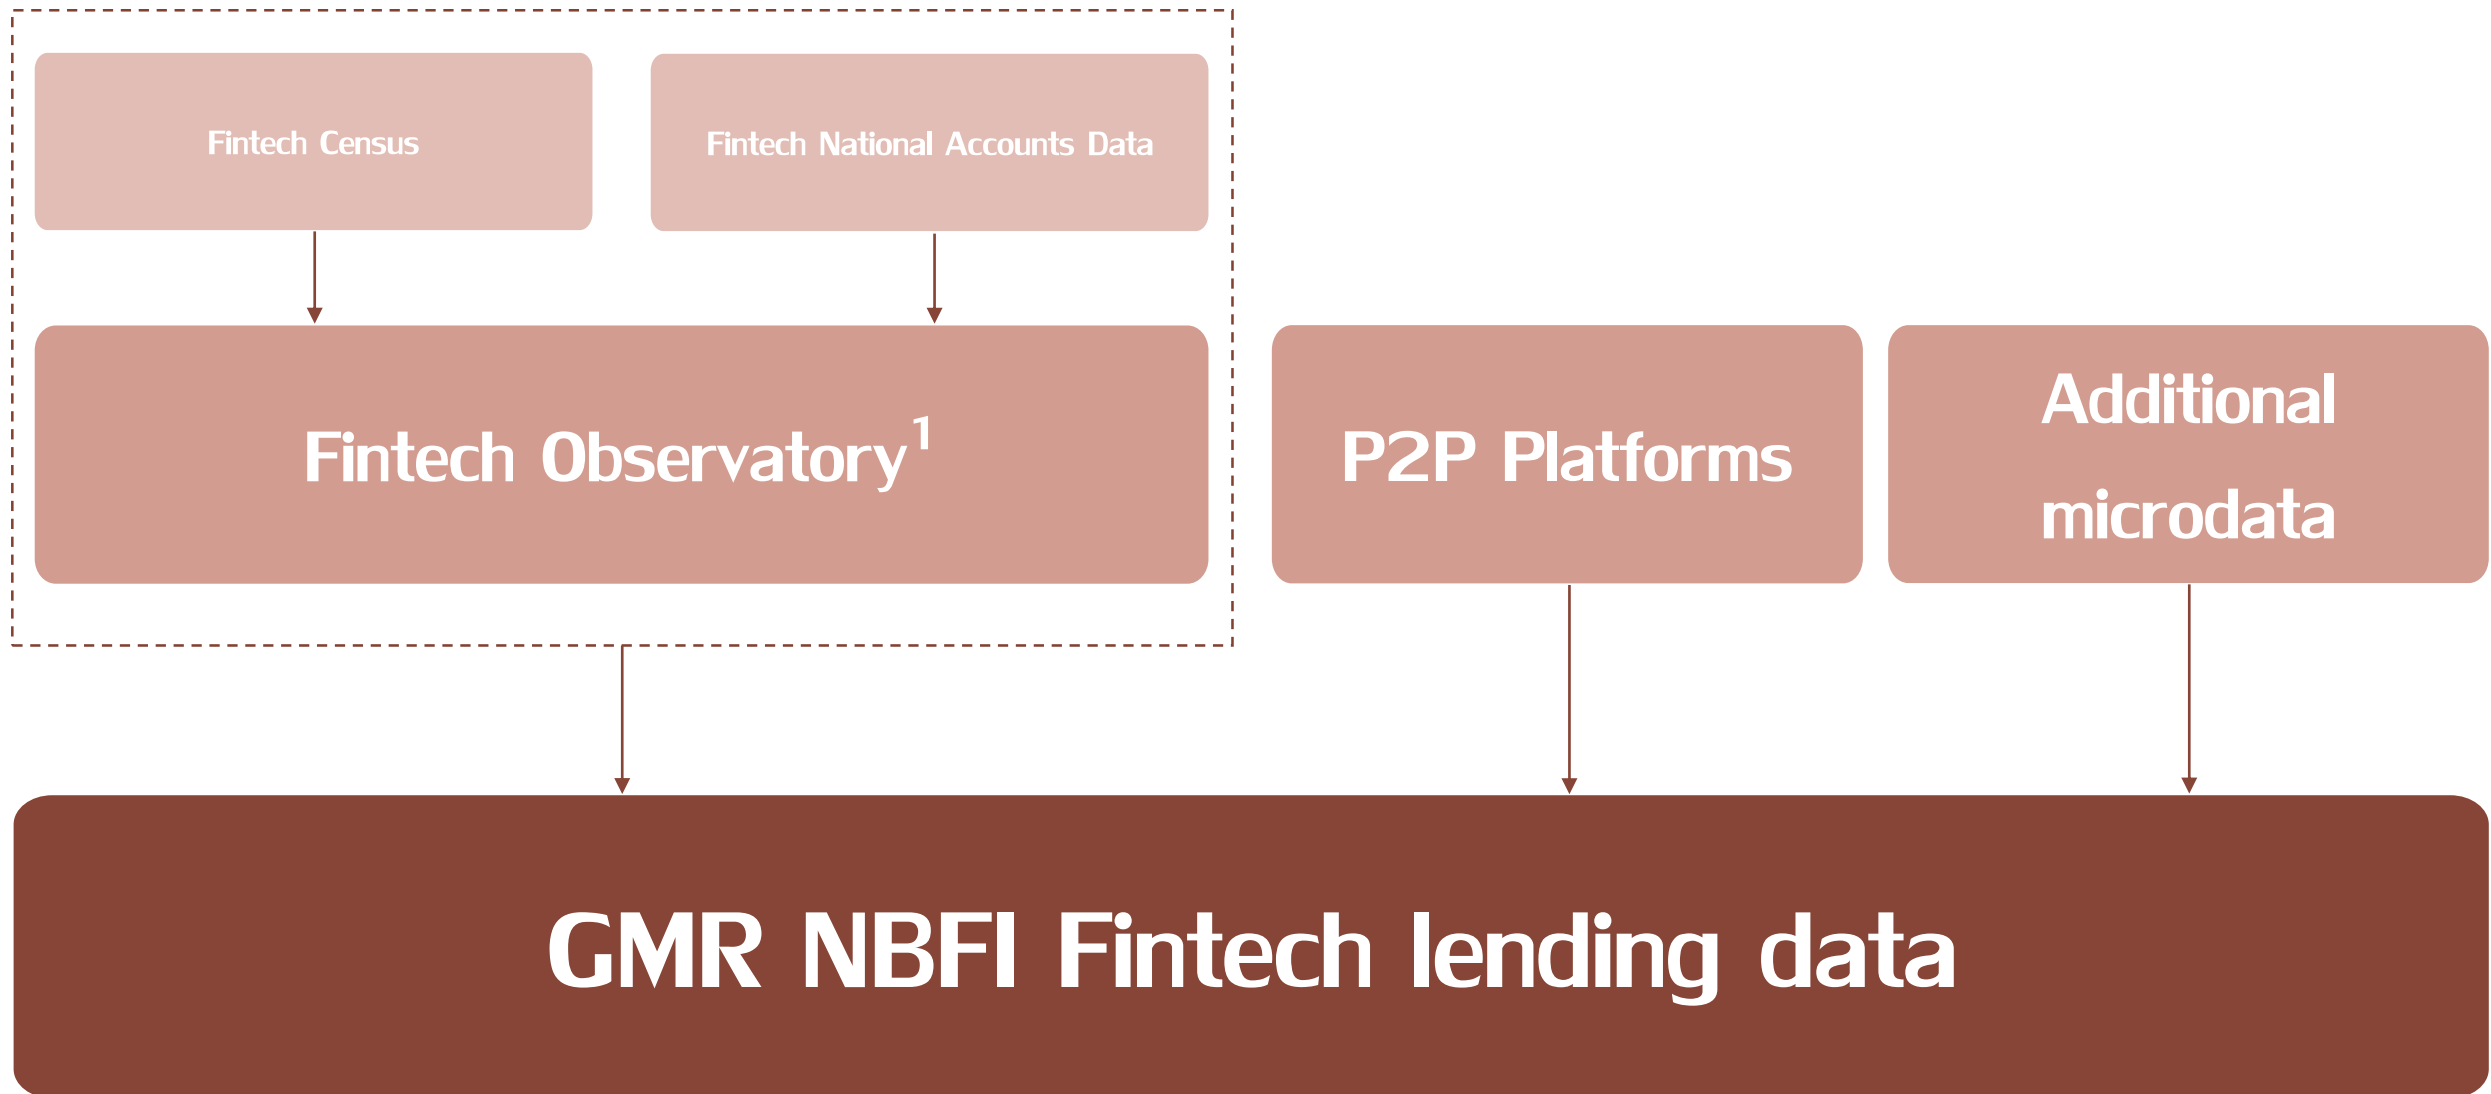 Fintech Census
Fintech National Accounts Data
Fintech Observatory¹
P2P Platforms
Additional
microdata
GMR NBFI Fintech lending data